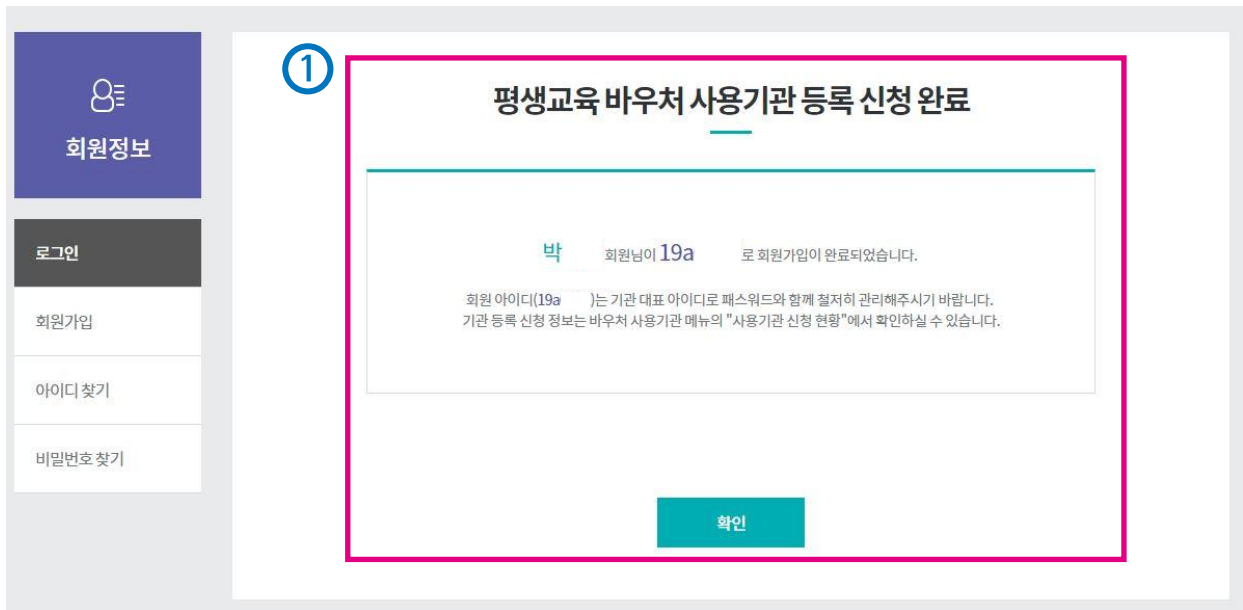 회원정보
로그인
회원가입
아이디 찾기
비밀번호 찾기
①
평생교육 바우처 사용기관 등록 신청 완료
박 회원님이 19a 로 회원가입이 완료되었습니다.
회원 아이디(19a )는 기관 대표 아이디로 패스워드와 함께 철저히 관리해주시기 바랍니다.
기관 등록 신청 정보는 바우처 사용기관 메뉴의 "사용기관 신청 현황"에서 확인하실 수 있습니다.
확인